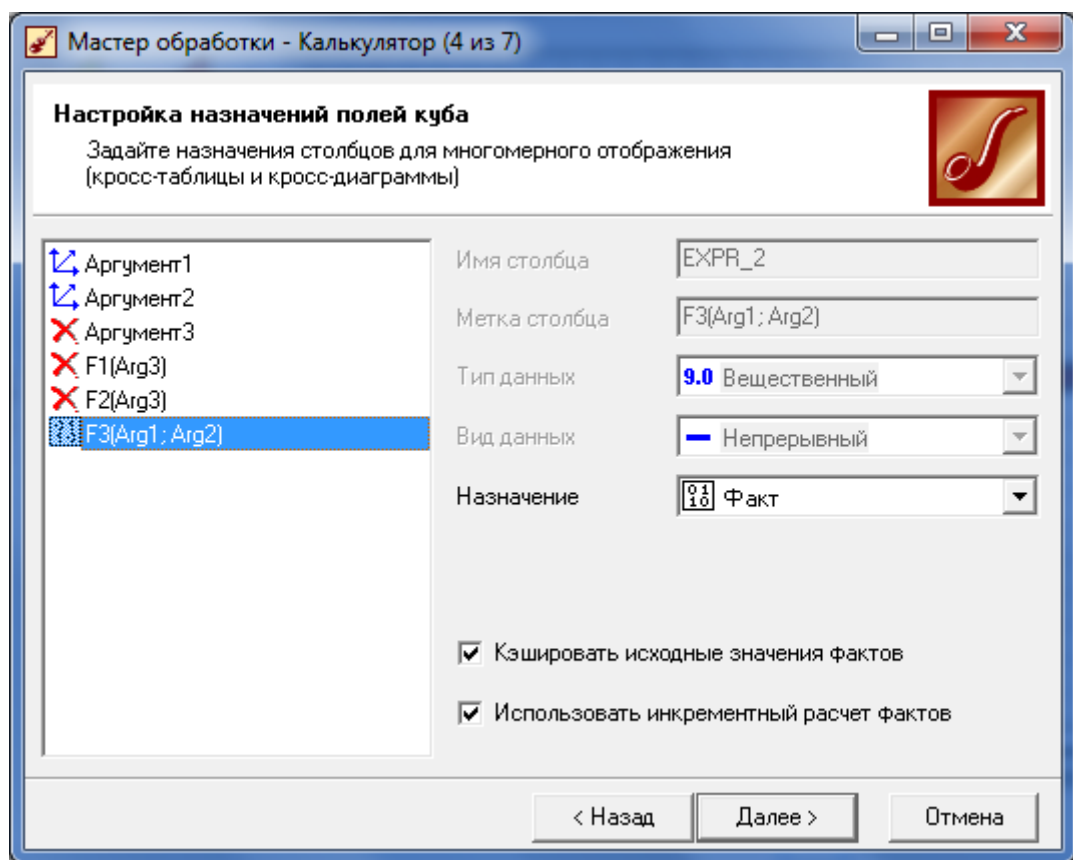 Мастер обработки - Калькулятор (4 из 7)
Настройка назначений полей куба
Задайте назначения столбцов для многомерного отображения
(кросс-таблицы и кросс-диаграммы)
Аргумент1
Аргумент2
Аргумент3
F1(Arg3)
F2(Arg3)
F3(Arg1; Arg2)
Имя столбца EXPR_2
Метка столбца F3(Arg1; Arg2)
Тип данных 9.0 Вещественный
Вид данных Непрерывный
Назначение Факт
Кэшировать исходные значения фактов
Использовать инкрементный расчет фактов
< Назад Далее > Отмена